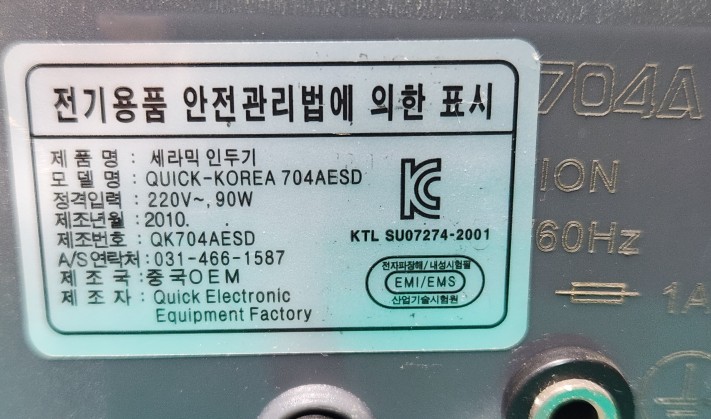 전기용품 안전관리법에 의한 표시
제 품 명 : 세라믹 인두기
모 델 명 : QUICK-KOREA 704AESD
정격입력 : 220V~, 90W
제조년월 : 2010.
제조번호 : QK704AESD
A/S연락처 : 031-466-1587
제 조 국 : 중국OEM
제 조 자 : Quick Electronic
Equipment Factory
KTL SU07274-2001
전자파장해/내성시험필
EMI/EMS
산업기술시험원
704A
ION
/60Hz
1A